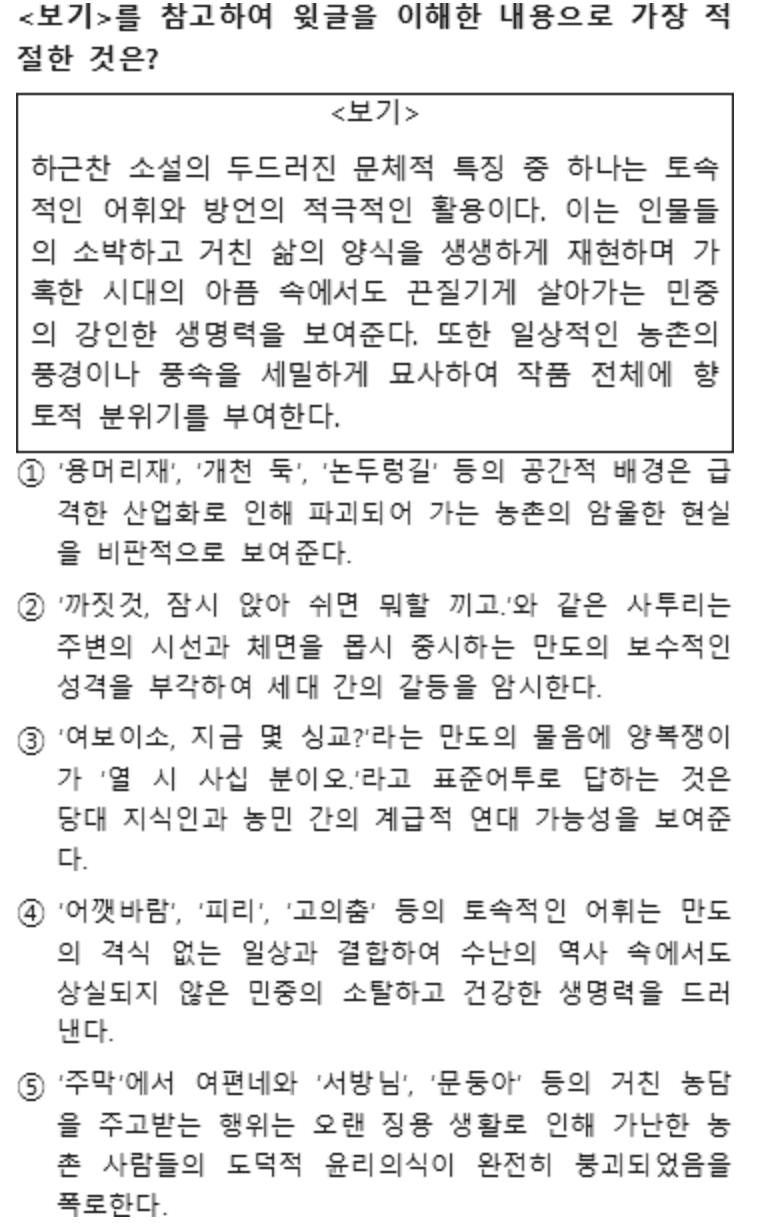 <보기>를 참고하여 윗글을 이해한 내용으로 가장 적
절한 것은?
<보기>
하근찬 소설의 두드러진 문체적 특징 중 하나는 토속
적인 어휘와 방언의 적극적인 활용이다. 이는 인물들
의 소박하고 거친 삶의 양식을 생생하게 재현하며 가
혹한 시대의 아픔 속에서도 끈질기게 살아가는 민중
의 강인한 생명력을 보여준다. 또한 일상적인 농촌의
풍경이나 풍속을 세밀하게 묘사하여 작품 전체에 향
토적 분위기를 부여한다.
① '용머리재', '개천 둑', '논두렁길' 등의 공간적 배경은 급
격한 산업화로 인해 파괴되어 가는 농촌의 암울한 현실
을 비판적으로 보여준다.
② '까짓것, 잠시 앉아 쉬면 뭐할 끼고.'와 같은 사투리는
주변의 시선과 체면을 몹시 중시하는 만도의 보수적인
성격을 부각하여 세대 간의 갈등을 암시한다.
③ '여보이소, 지금 몇 싱교?'라는 만도의 물음에 양복쟁이
가 '열 시 사십 분이오.'라고 표준어투로 답하는 것은
당대 지식인과 농민 간의 계급적 연대 가능성을 보여준
다.
④ '어깻바람', '피리', '고의춤' 등의 토속적인 어휘는 만도
의 격식 없는 일상과 결합하여 수난의 역사 속에서도
상실되지 않은 민중의 소탈하고 건강한 생명력을 드러
낸다.
⑤ '주막'에서 여편네와 '서방님', '문둥아' 등의 거친 농담
을 주고받는 행위는 오랜 징용 생활로 인해 가난한 농
촌 사람들의 도덕적 윤리의식이 완전히 붕괴되었음을
폭로한다.